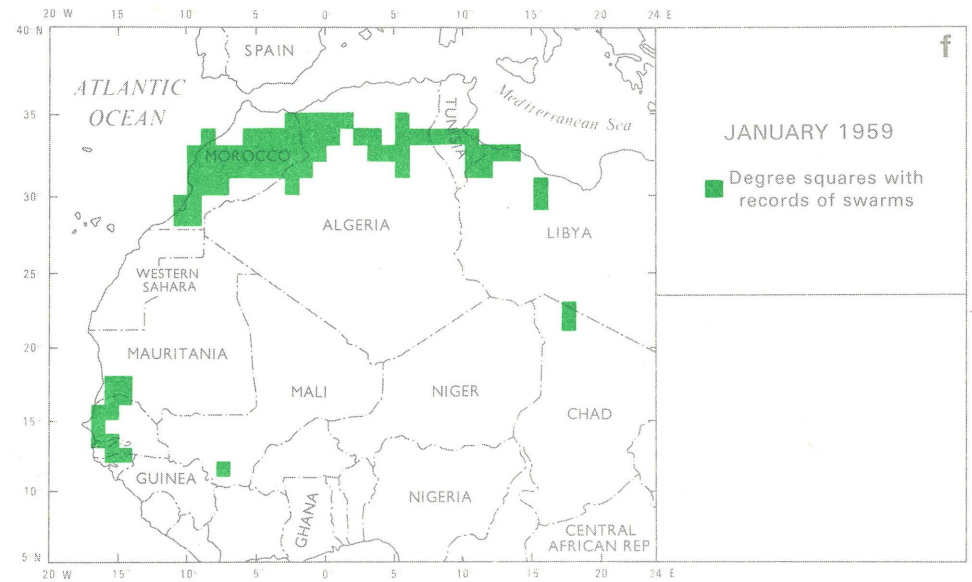 20 W 15° 10° 5° 0° 5° 10° 15 20 24 E
40 N
SPAIN
f
ATLANTIC
OCEAN
Mediterranean Sea
35
TUNISIA
JANUARY 1959
MOROCCO
Degree squares with
records of swarms
30
ALGERIA
LIBYA
25
WESTERN
SAHARA
20
MAURITANIA
MALI
NIGER
CHAD
15
GUINEA
10
NIGERIA
GHANA
CENTRAL
AFRICAN REP
5° N
20 W 15° 10° 5° 0° 5 10 15 20 24 E